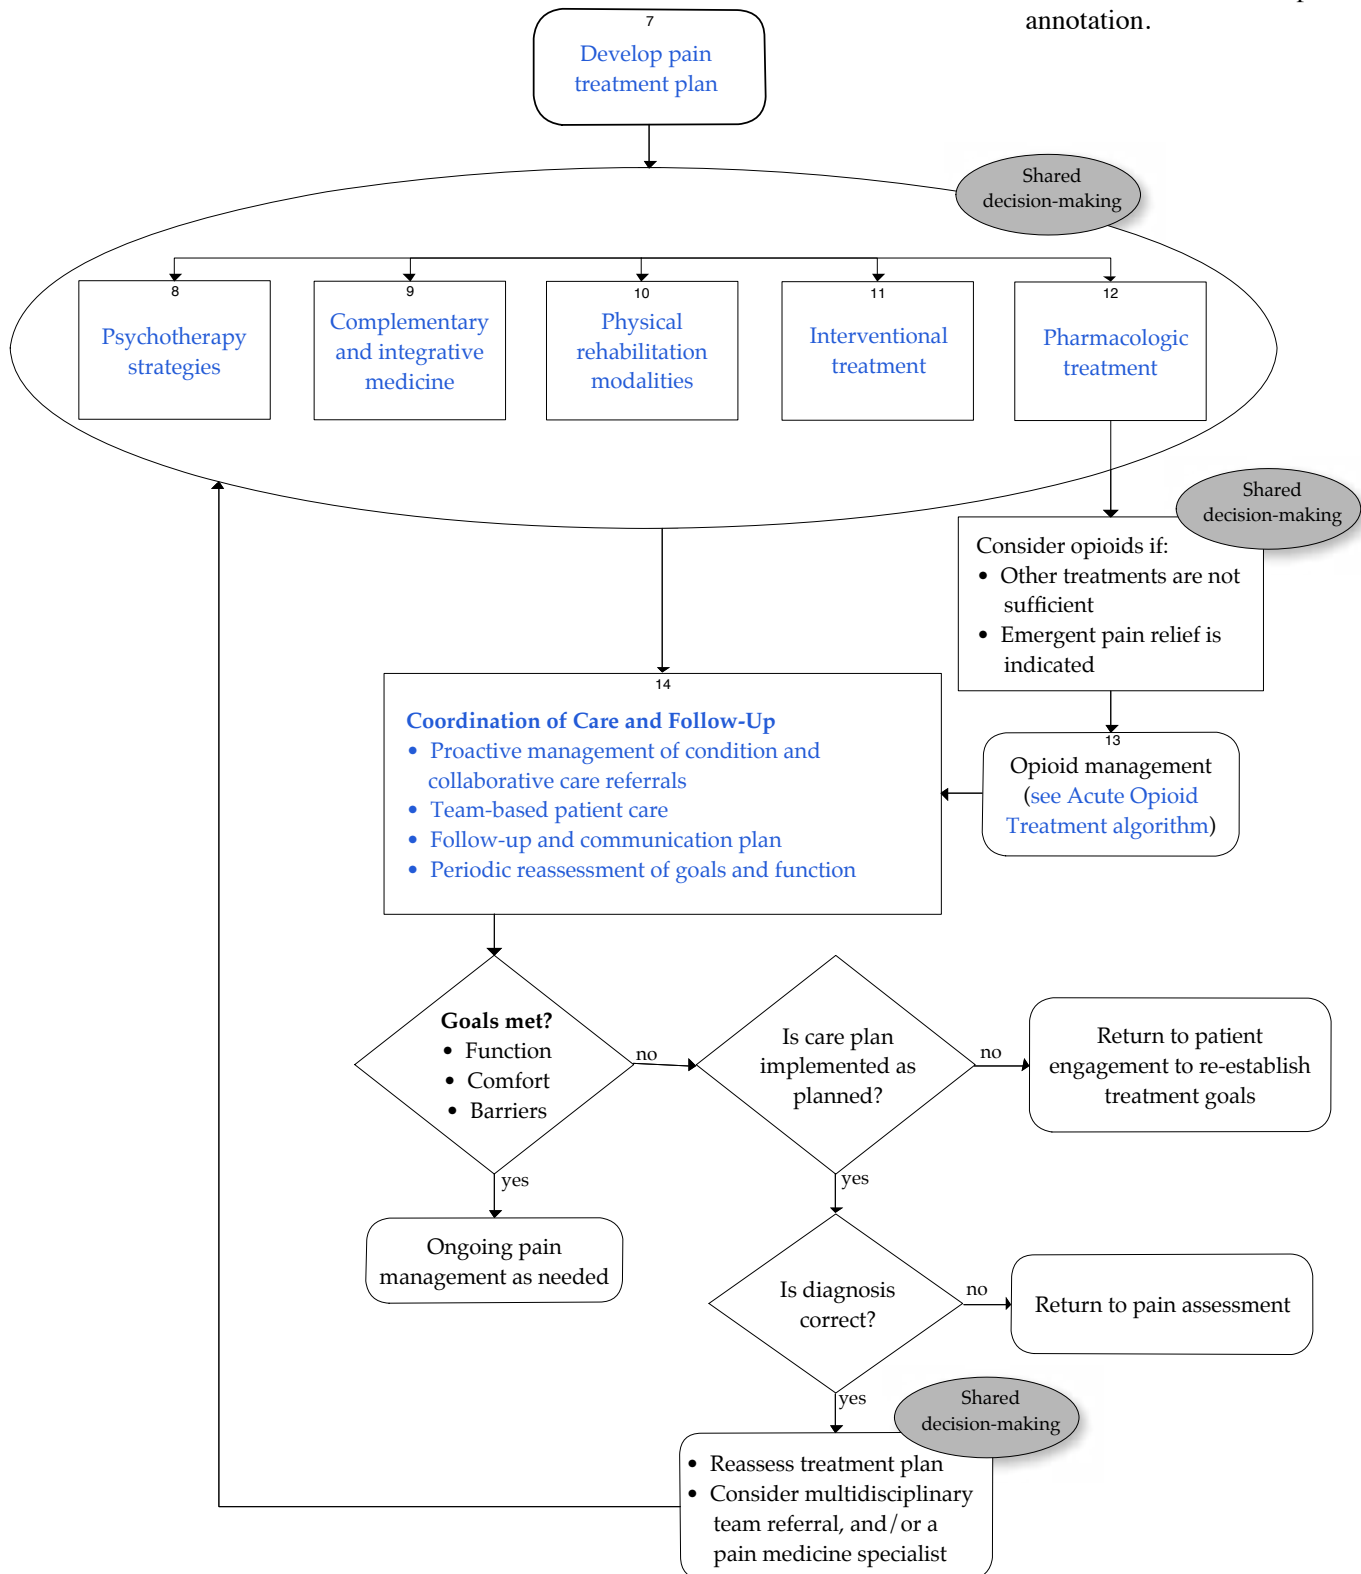 annotation.
7
Develop pain
treatment plan
Shared
decision-making
8
Psychotherapy
strategies
9
Complementary
and integrative
medicine
10
Physical
rehabilitation
modalities
11
Interventional
treatment
12
Pharmacologic
treatment
Shared
decision-making
Consider opioids if:
• Other treatments are not
sufficient
• Emergent pain relief is
indicated
13
Opioid management
(see Acute Opioid
Treatment algorithm)
14
Coordination of Care and Follow-Up
• Proactive management of condition and
collaborative care referrals
• Team-based patient care
• Follow-up and communication plan
• Periodic reassessment of goals and function
Goals met?
• Function
• Comfort
• Barriers
no
Is care plan
implemented as
planned?
no
Return to patient
engagement to re-establish
treatment goals
yes
Ongoing pain
management as needed
yes
Is diagnosis
correct?
no
Return to pain assessment
yes
Shared
decision-making
• Reassess treatment plan
• Consider multidisciplinary
team referral, and/or a
pain medicine specialist